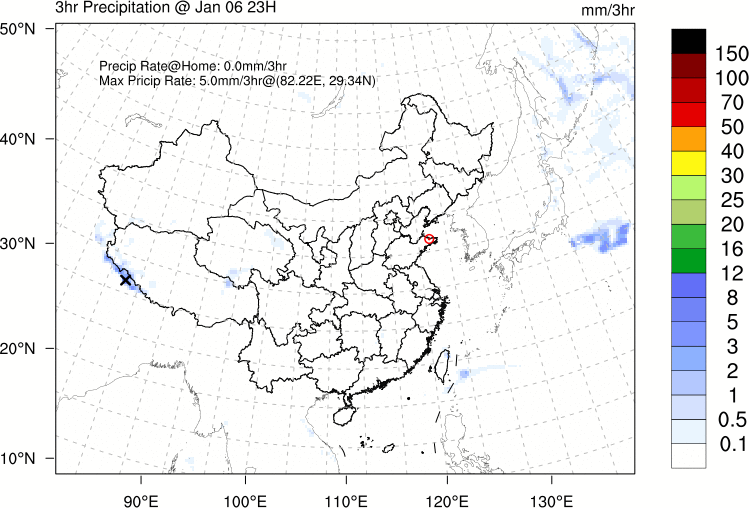 3hr Precipitation @ Jan 06 23H
mm/3hr
50°N
Precip Rate@Home: 0.0mm/3hr
Max Pricip Rate: 5.0mm/3hr@(82.22E, 29.34N)
40°N
30°N
20°N
10°N
90°E
100°E
110°E
120°E
130°E
150
100
70
50
40
30
25
20
16
12
8
5
3
2
1
0.5
0.1